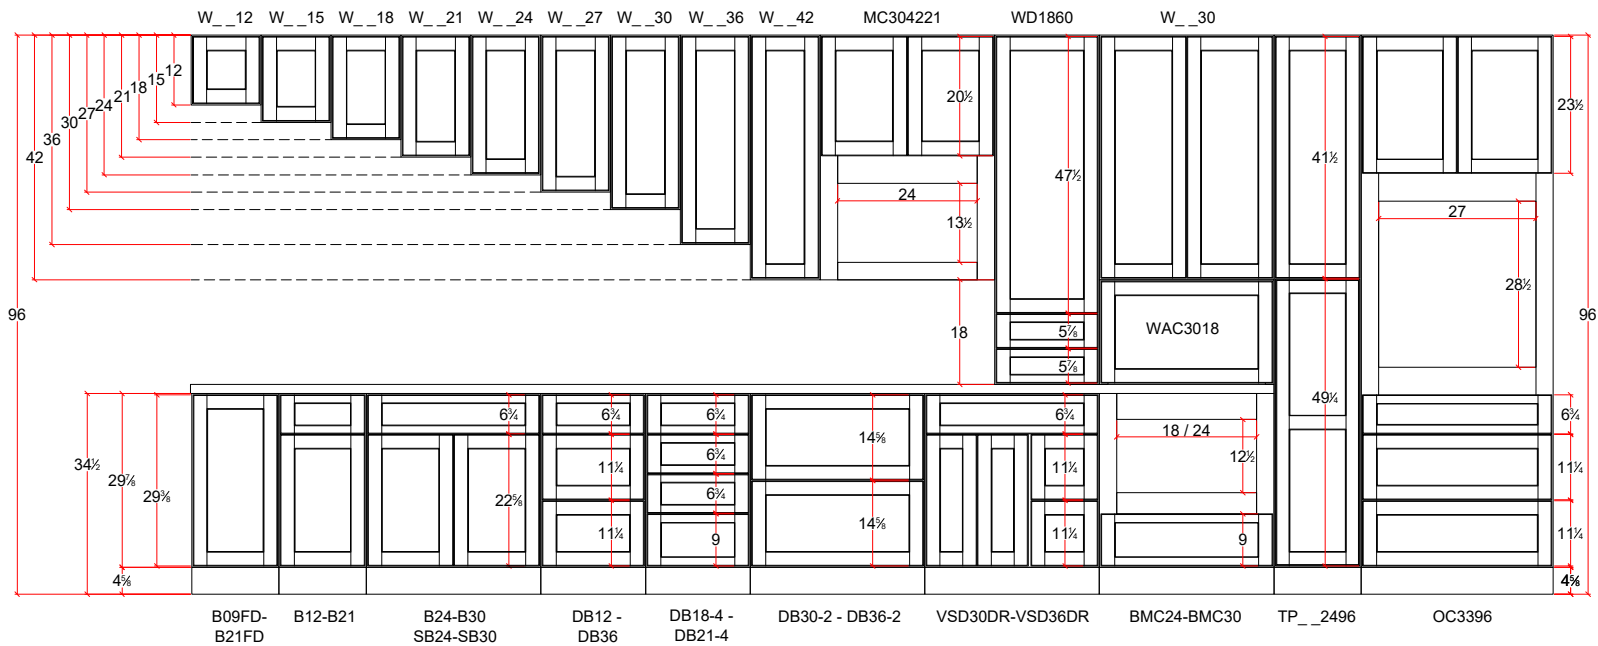 W_ _12 W_ _15 W_ _18 W_ _21 W_ _24 W_ _27 W_ _30 W_ _36 W_ _42 MC304221 WD1860 W_ _30
12
15
18
21
24
27
30
36
42
96
20½
24
13½
18
47½
5⅞
5⅞
WAC3018
41½
49¼
23½
27
28½
96
34½
29⅞
29⅜
4⅝
6¾
22⅝
6¾
11¼
11¼
6¾
6¾
6¾
9
14⅝
14⅝
6¾
11¼
11¼
18 / 24
12½
9
6¾
11¼
11¼
4⅝
B09FD-
B21FD
B12-B21
B24-B30
SB24-SB30
DB12 -
DB36
DB18-4 -
DB21-4
DB30-2 - DB36-2
VSD30DR-VSD36DR
BMC24-BMC30
TP_ _2496
OC3396